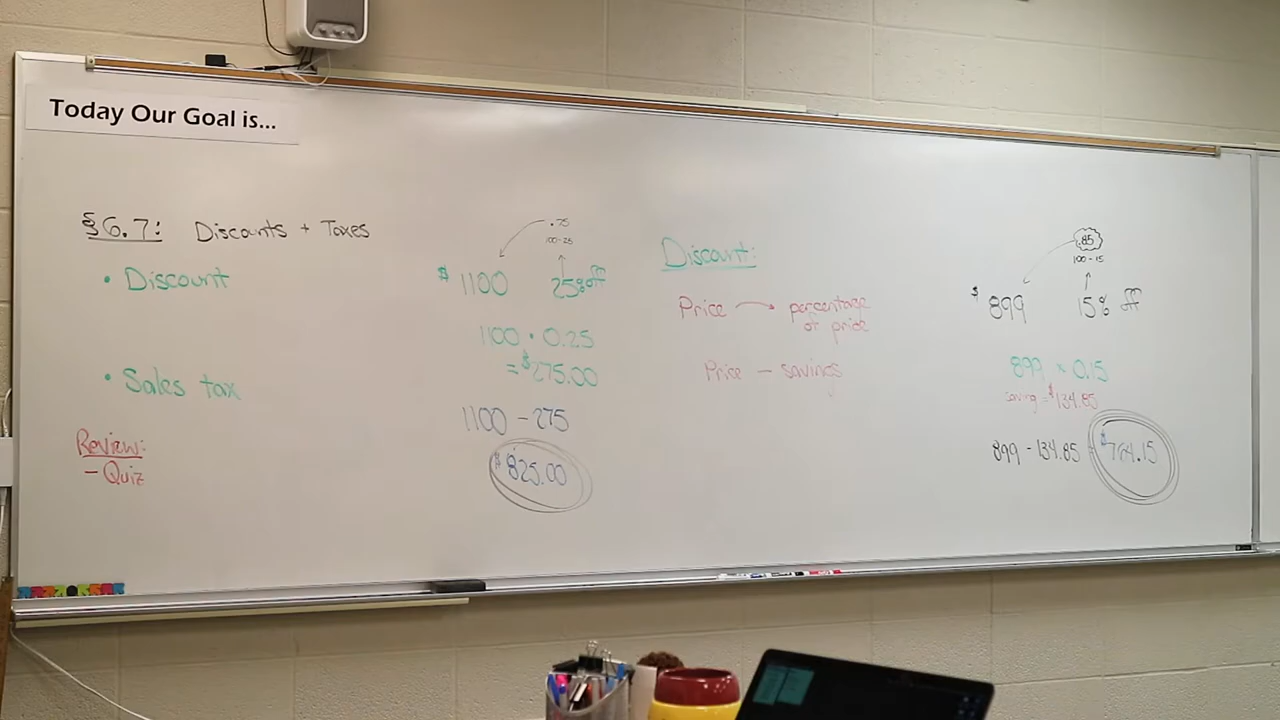 Today Our Goal is...
§6.7: Discounts + Taxes
• Discount
• Sales tax
Review:
- Quiz
.75
100-25
$ 1100 25% off
1100 • 0.25
= $275.00
1100 - 275
$825.00
Discount:
Price → percentage
of price
Price - savings
.85
100-15
$ 899 15% off
899 x 0.15
saving = $134.85
899 - 134.85
$764.15